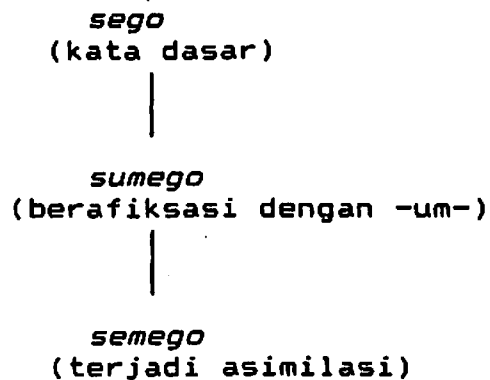 sego
(kata dasar)
sumego
(berafiksasi dengan -um-)
semego
(terjadi asimilasi)